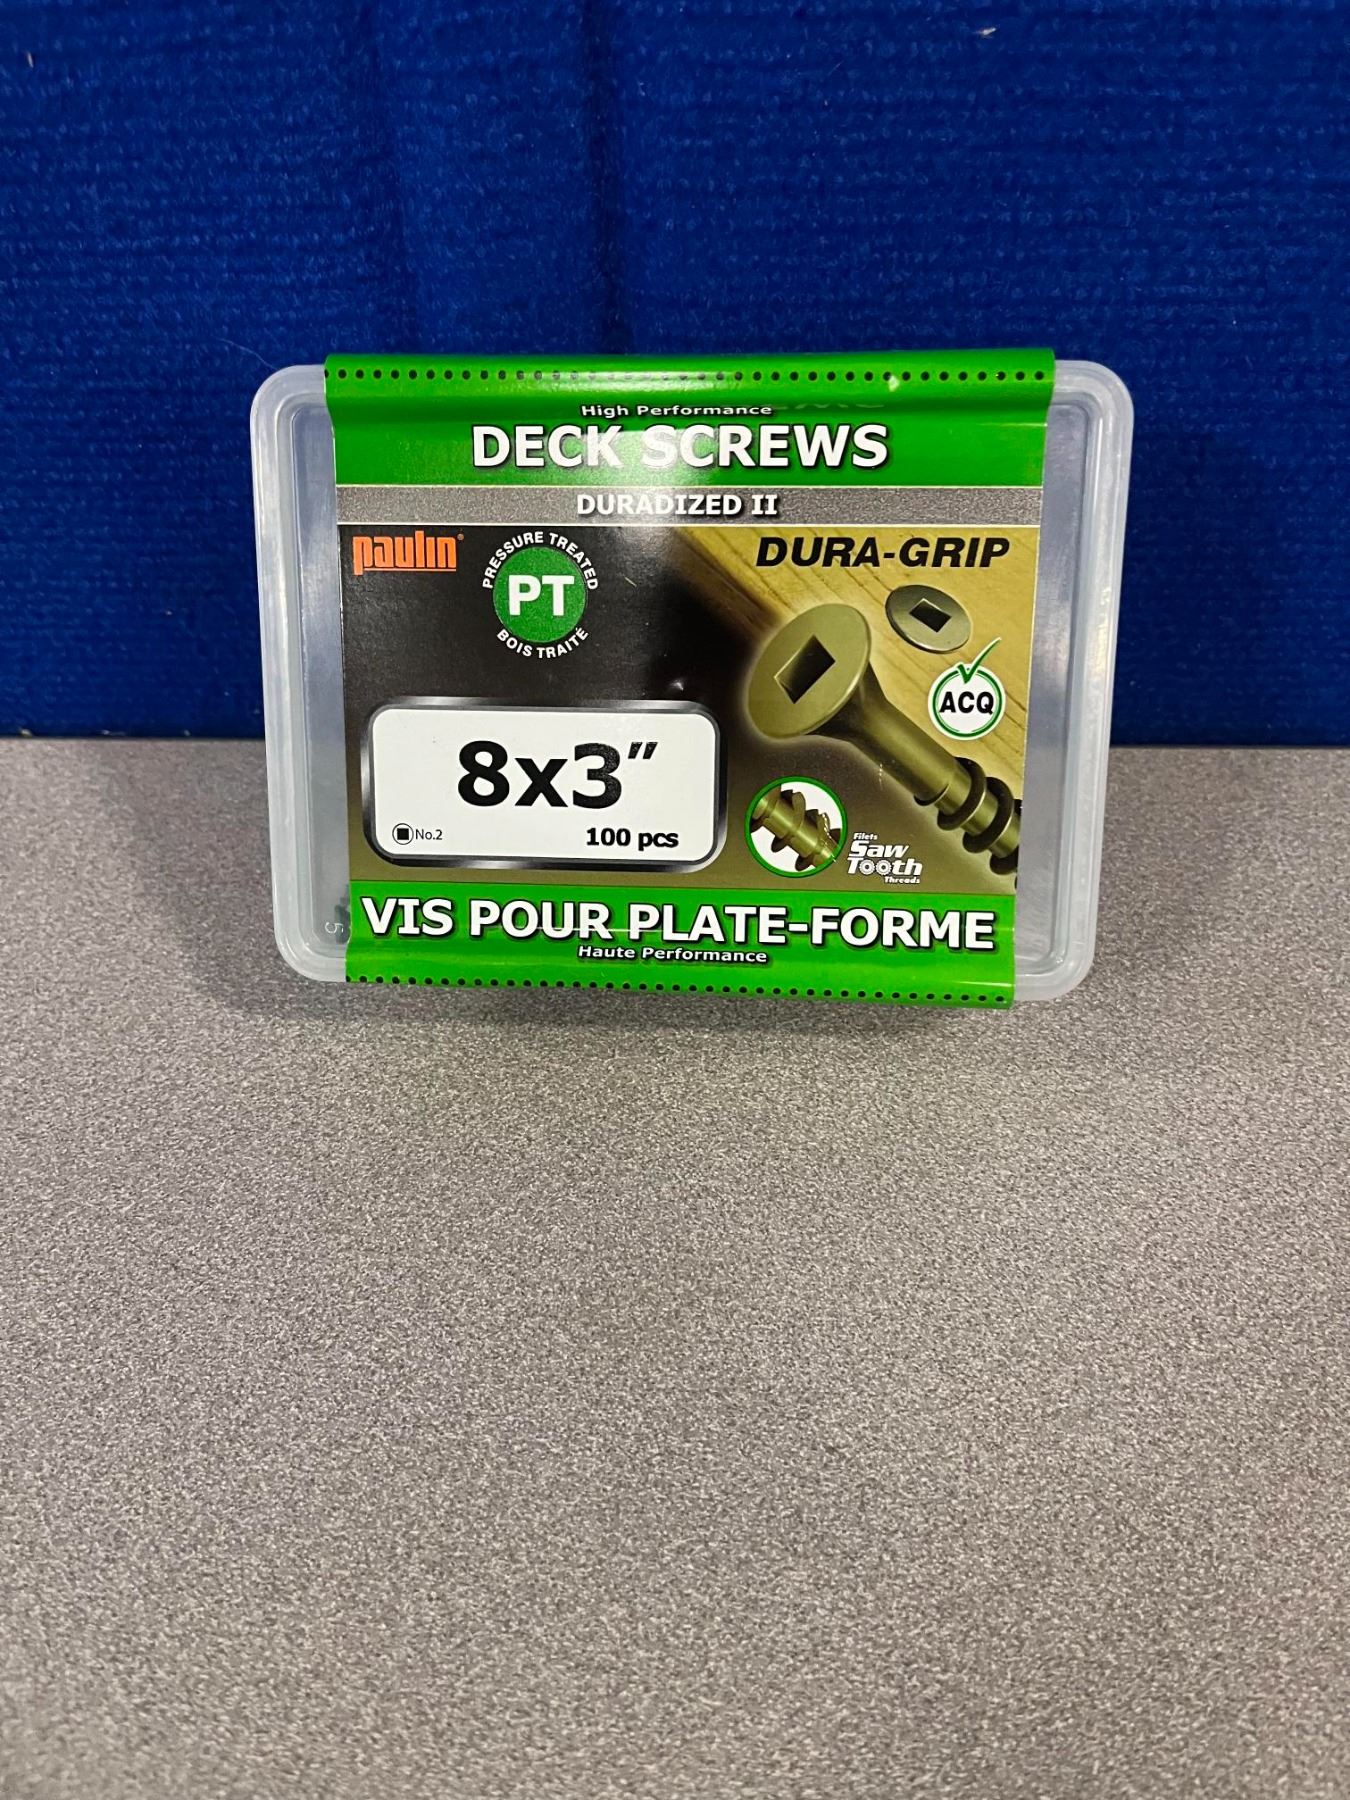 High Performance
DECK SCREWS
DURADIZED II
paulin®
PRESSURE TREATED
PT
BOIS TRAITÉ
DURA-GRIP
ACQ
8x3"
No.2
100 pcs
Filets
Saw
Tooth
Threads
VIS POUR PLATE-FORME
Haute Performance
5